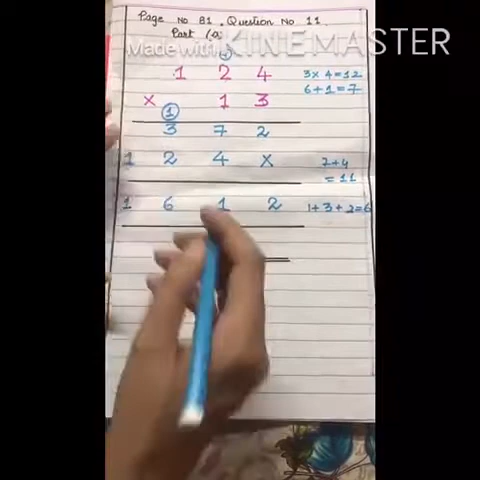 Page No 81. Question No 11.
Part (a)
Made with KINEMASTER
1 2 4 3 x 4 = 12
x 1 3 6 + 1 = 7
1
3 7 2
1 2 4 x 7 + 4
= 11
1 6 1 2 1 + 3 + 2 = 6